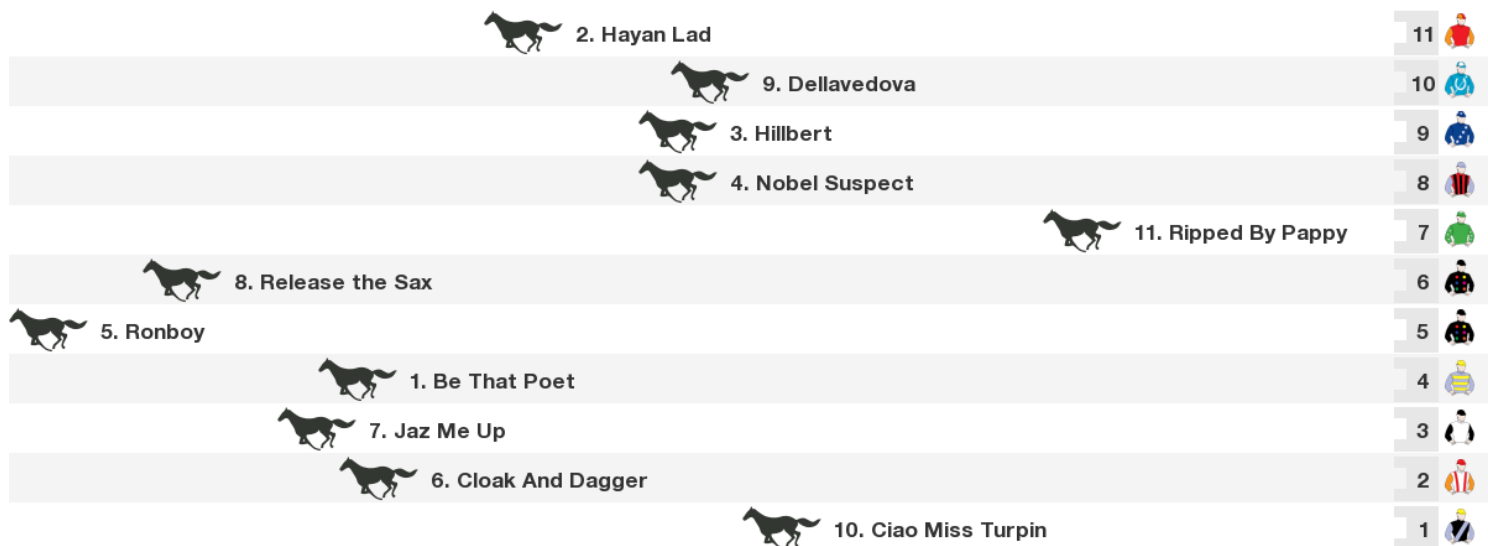 2. Hayan Lad 11
9. Dellavedova 10
3. Hillbert 9
4. Nobel Suspect 8
11. Ripped By Pappy 7
8. Release the Sax 6
5. Ronboy 5
1. Be That Poet 4
7. Jaz Me Up 3
6. Cloak And Dagger 2
10. Ciao Miss Turpin 1